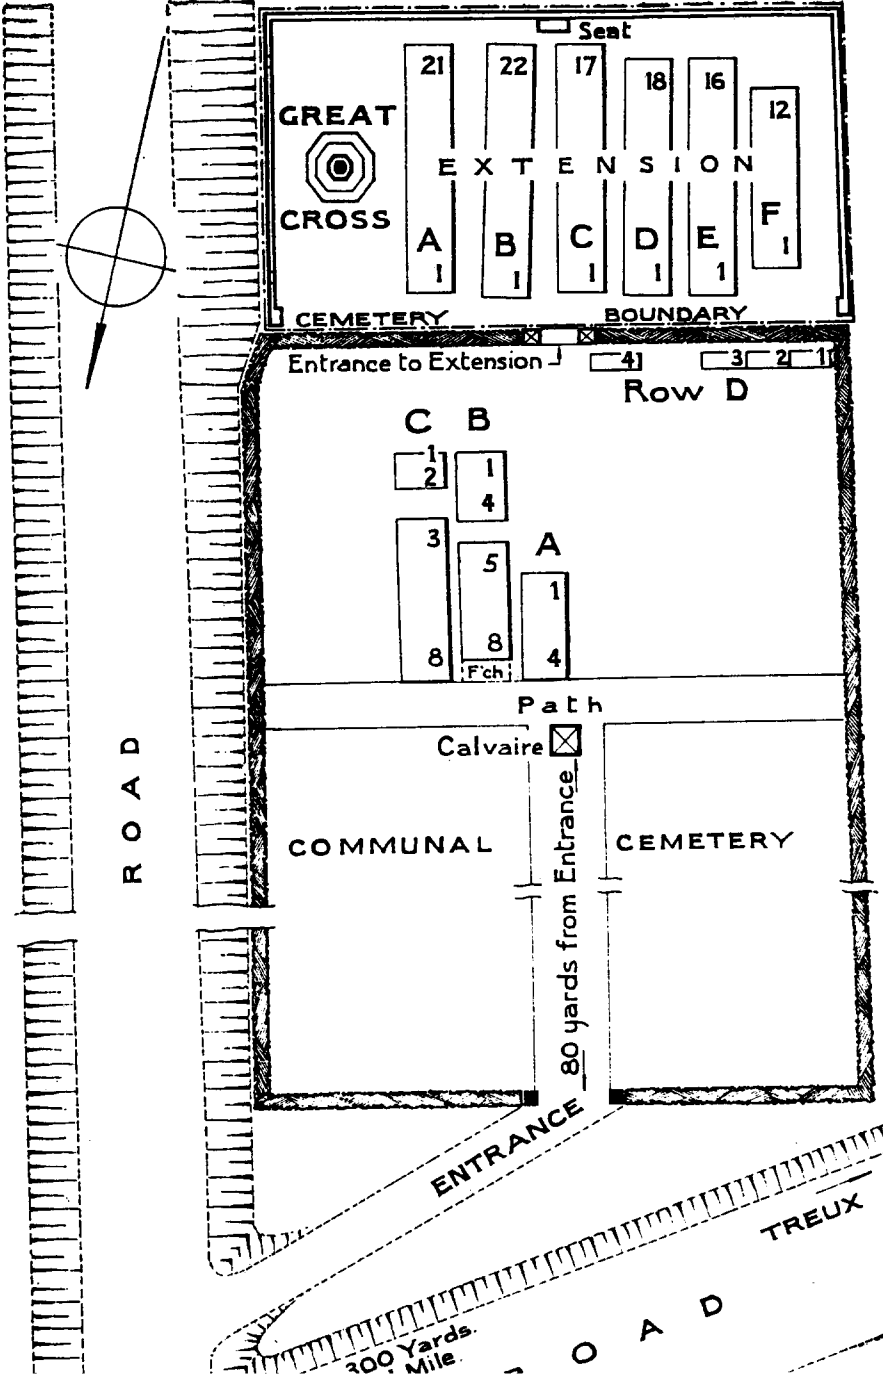 Seat
21 22 17 18 16 12
GREAT
CROSS
EXTENSION
A B C D E F
1 1 1 1 1 1
CEMETERY BOUNDARY
Entrance to Extension
4 3 2 1
Row D
C B
1
2
1
4
A
3
8
5
8
F'ch
1
4
Path
Calvaire
ROAD
COMMUNAL CEMETERY
80 yards from Entrance
ENTRANCE
TREUX
300 Yards.
Mile.
OAD